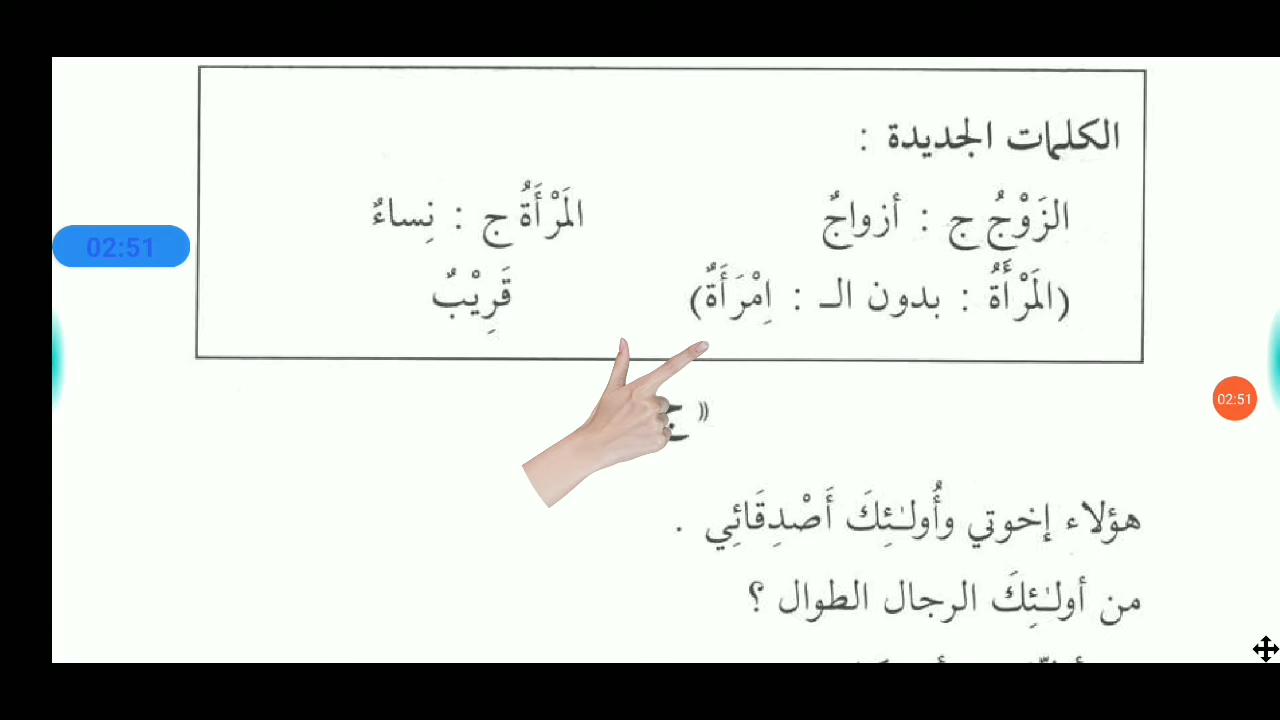 الكلمات الجديدة :
الزَوْجُ ج : أزواجٌ المَرْأَةُ ج : نِساءٌ
(المَرْأَةُ : بدون الـ : اِمْرَأَةٌ) قَرِيْبٌ
02:51
02:51
«
هؤلاء إخوتي وأُولـٰئِكَ أَصْدِقَائِي .
من أولـٰئِكَ الرجال الطوال ؟